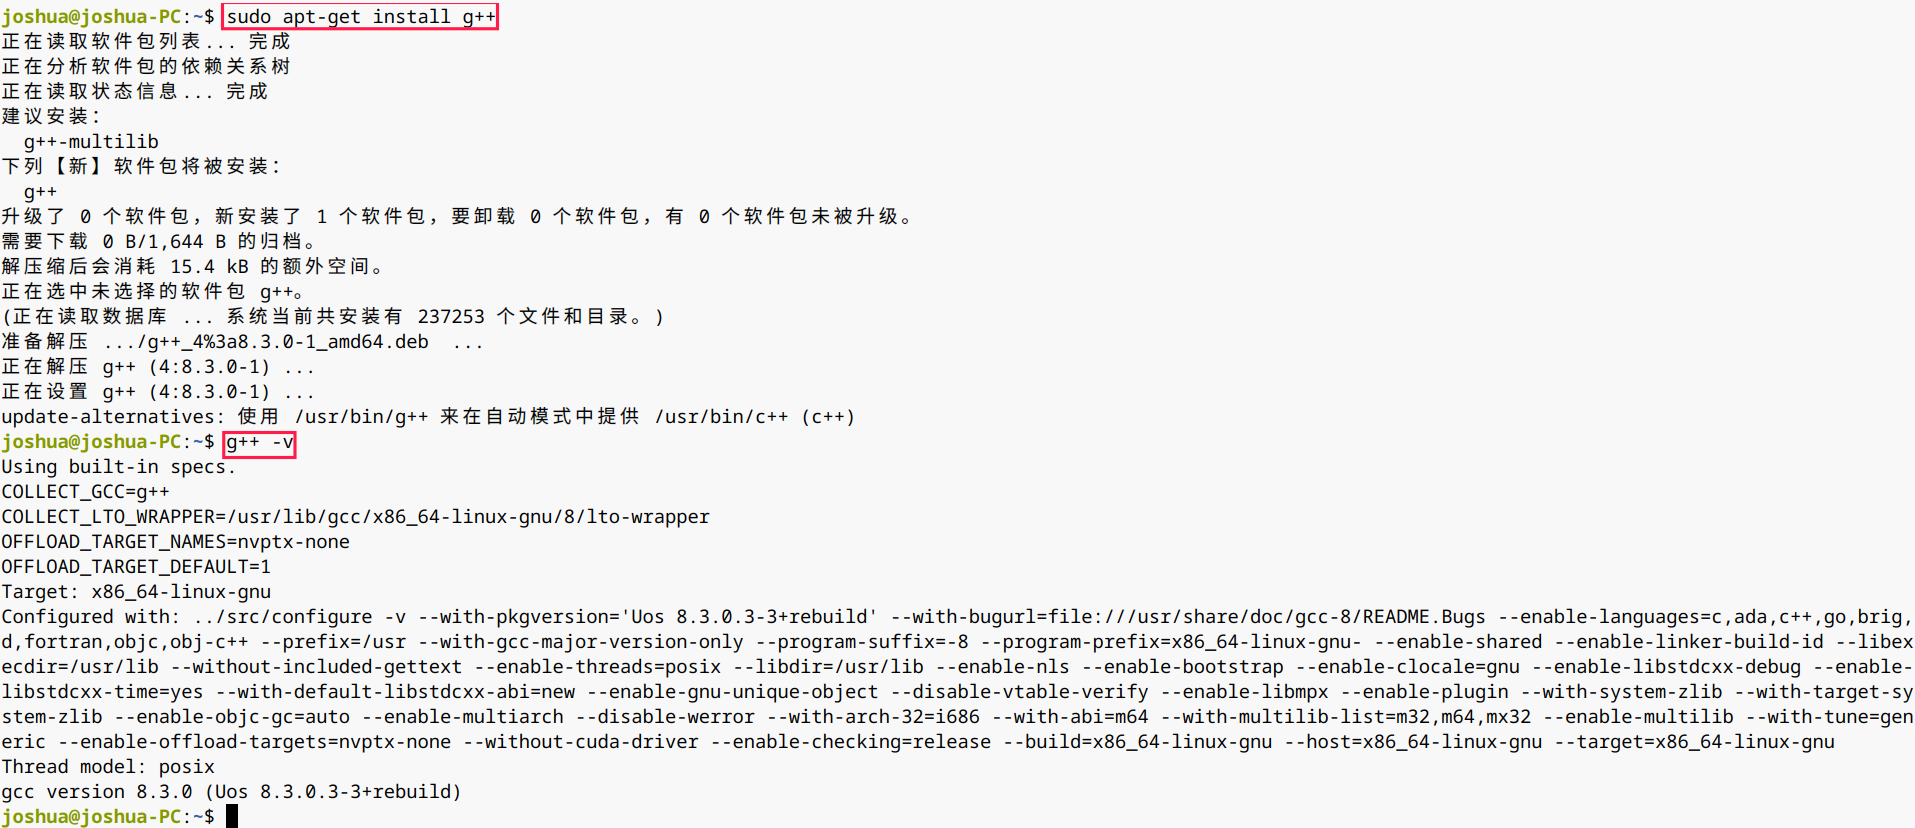 joshua@joshua-PC:~$ sudo apt-get install g++
正在读取软件包列表... 完成
正在分析软件包的依赖关系树
正在读取状态信息... 完成
建议安装：
  g++-multilib
下列【新】软件包将被安装：
  g++
升级了 0 个软件包，新安装了 1 个软件包，要卸载 0 个软件包，有 0 个软件包未被升级。
需要下载 0 B/1,644 B 的归档。
解压缩后会消耗 15.4 kB 的额外空间。
正在选中未选择的软件包 g++。
(正在读取数据库 ... 系统当前共安装有 237253 个文件和目录。)
准备解压 .../g++_4%3a8.3.0-1_amd64.deb  ...
正在解压 g++ (4:8.3.0-1) ...
正在设置 g++ (4:8.3.0-1) ...
update-alternatives: 使用 /usr/bin/g++ 来在自动模式中提供 /usr/bin/c++ (c++)
joshua@joshua-PC:~$ g++ -v
Using built-in specs.
COLLECT_GCC=g++
COLLECT_LTO_WRAPPER=/usr/lib/gcc/x86_64-linux-gnu/8/lto-wrapper
OFFLOAD_TARGET_NAMES=nvptx-none
OFFLOAD_TARGET_DEFAULT=1
Target: x86_64-linux-gnu
Configured with: ../src/configure -v --with-pkgversion='Uos 8.3.0.3-3+rebuild' --with-bugurl=file:///usr/share/doc/gcc-8/README.Bugs --enable-languages=c,ada,c++,go,brig,
d,fortran,objc,obj-c++ --prefix=/usr --with-gcc-major-version-only --program-suffix=-8 --program-prefix=x86_64-linux-gnu- --enable-shared --enable-linker-build-id --libex
ecdir=/usr/lib --without-included-gettext --enable-threads=posix --libdir=/usr/lib --enable-nls --enable-bootstrap --enable-clocale=gnu --enable-libstdcxx-debug --enable-
libstdcxx-time=yes --with-default-libstdcxx-abi=new --enable-gnu-unique-object --disable-vtable-verify --enable-libmpx --enable-plugin --with-system-zlib --with-target-sy
stem-zlib --enable-objc-gc=auto --enable-multiarch --disable-werror --with-arch-32=i686 --with-abi=m64 --with-multilib-list=m32,m64,mx32 --enable-multilib --with-tune=gen
eric --enable-offload-targets=nvptx-none --without-cuda-driver --enable-checking=release --build=x86_64-linux-gnu --host=x86_64-linux-gnu --target=x86_64-linux-gnu
Thread model: posix
gcc version 8.3.0 (Uos 8.3.0.3-3+rebuild)
joshua@joshua-PC:~$